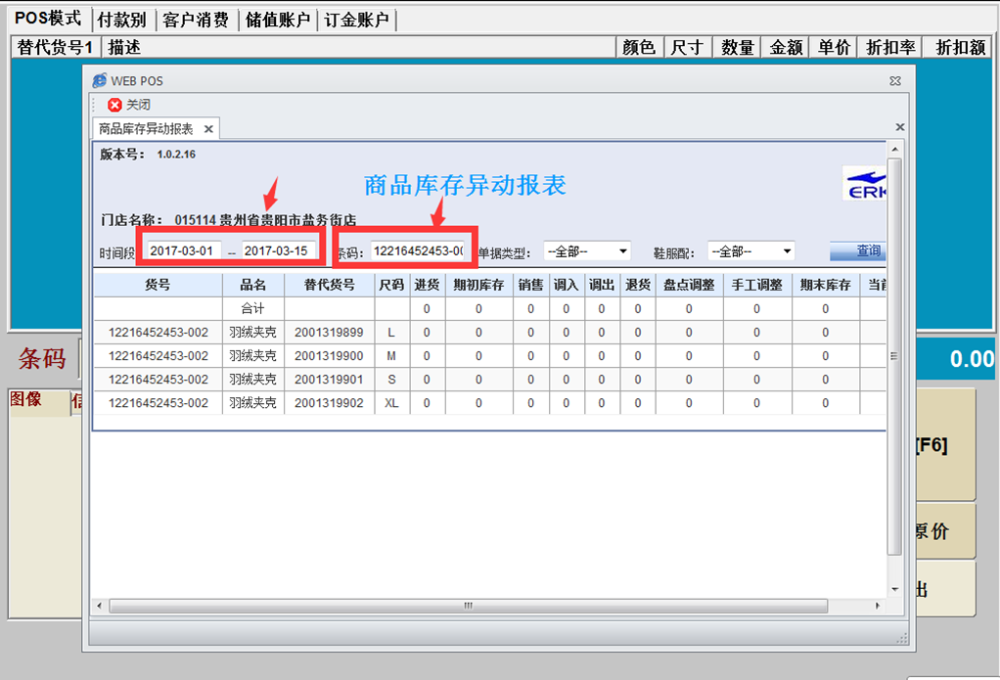 POS模式 付款别 客户消费 储值账户 订金账户
替代货号1 描述 颜色 尺寸 数量 金额 单价 折扣率 折扣额
WEB POS
关闭
商品库存异动报表
版本号： 1.0.2.16
商品库存异动报表
ERK
门店名称： 015114 贵州省贵阳市盐务街店
时间段 2017-03-01 -- 2017-03-15 条码： 12216452453-00 单据类型： --全部-- 鞋服配： --全部-- 查询
货号 品名 替代货号 尺码 进货 期初库存 销售 调入 调出 退货 盘点调整 手工调整 期末库存 当前
合计 0 0 0 0 0 0 0 0 0
12216452453-002 羽绒夹克 2001319899 L 0 0 0 0 0 0 0 0 0
12216452453-002 羽绒夹克 2001319900 M 0 0 0 0 0 0 0 0 0
12216452453-002 羽绒夹克 2001319901 S 0 0 0 0 0 0 0 0 0
12216452453-002 羽绒夹克 2001319902 XL 0 0 0 0 0 0 0 0 0
条码
0.00
图像
[F6]
原价
出